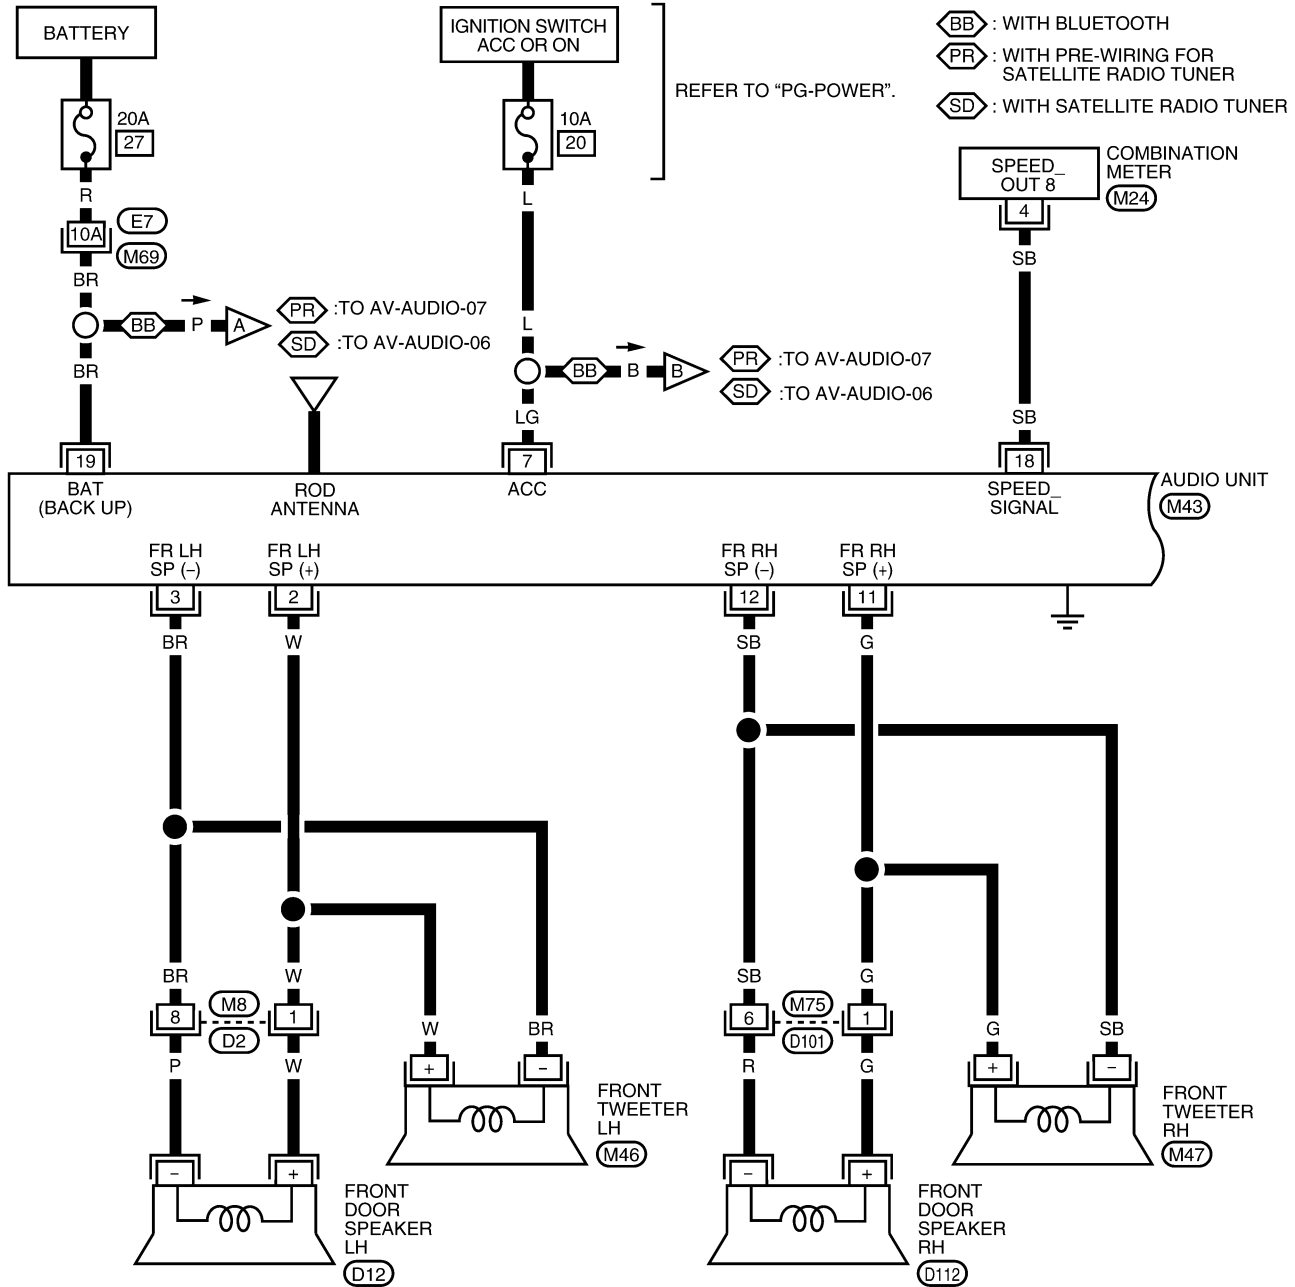 BATTERY
IGNITION SWITCH
ACC OR ON
REFER TO “PG-POWER”.
BB : WITH BLUETOOTH
PR : WITH PRE-WIRING FOR
SATELLITE RADIO TUNER
SD : WITH SATELLITE RADIO TUNER
20A
27
10A
20
SPEED_
OUT 8
COMBINATION
METER
M24
4
R
L
E7
10A
M69
SB
BR
BB
P
A
PR :TO AV-AUDIO-07
SD :TO AV-AUDIO-06
L
BB
B
B
PR :TO AV-AUDIO-07
SD :TO AV-AUDIO-06
BR
LG
SB
19
7
18
BAT
(BACK UP)
ROD
ANTENNA
ACC
SPEED_
SIGNAL
AUDIO UNIT
M43
FR LH
SP (–)
FR LH
SP (+)
FR RH
SP (–)
FR RH
SP (+)
3
2
12
11
BR
W
SB
G
BR
W
SB
G
8
M8
D2
1
6
M75
D101
1
W
BR
G
SB
P
W
R
G
+
–
+
–
FRONT
TWEETER
LH
M46
FRONT
TWEETER
RH
M47
–
+
–
+
FRONT
DOOR
SPEAKER
LH
D12
FRONT
DOOR
SPEAKER
RH
D112